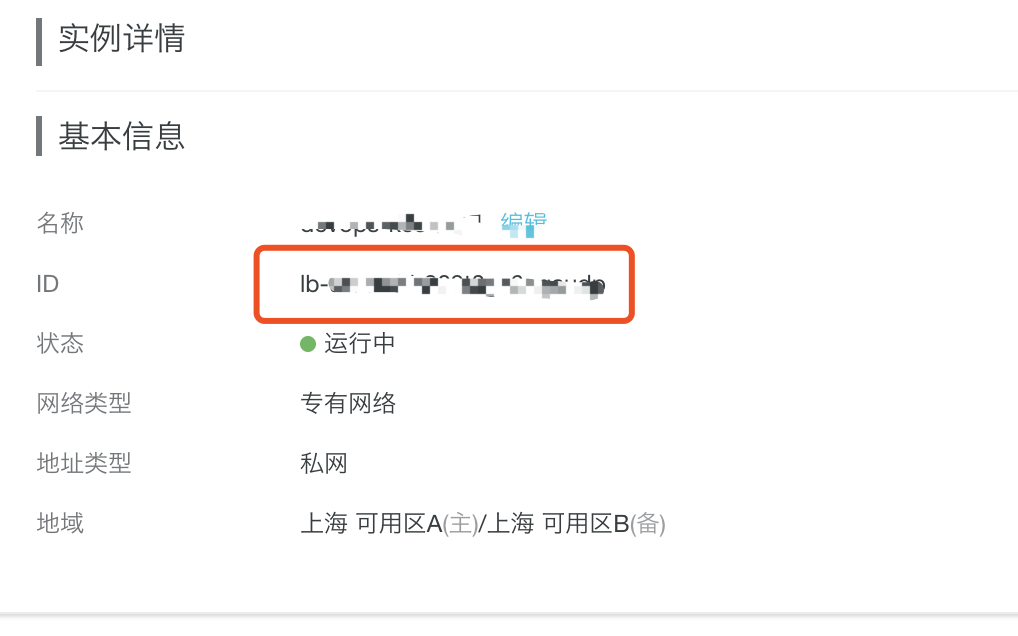 实例详情
基本信息
名称 编辑
ID lb-
状态 运行中
网络类型 专有网络
地址类型 私网
地域 上海 可用区A(主)/上海 可用区B(备)